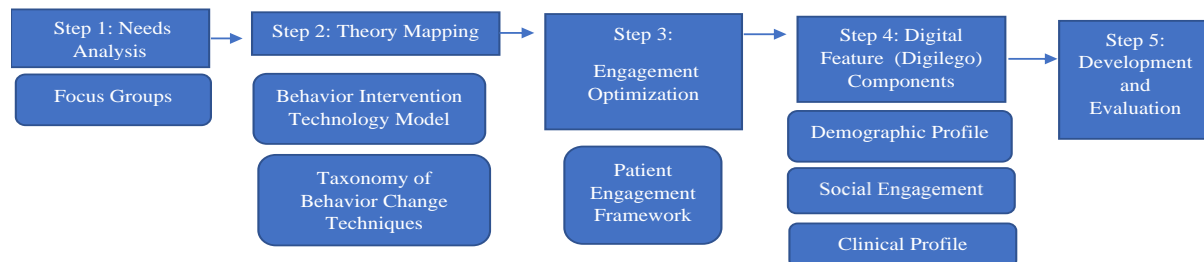 Step 1: Needs
Analysis
Focus Groups
Step 2: Theory Mapping
Behavior Intervention
Technology Model
Taxonomy of
Behavior Change
Techniques
Step 3:
Engagement
Optimization
Patient
Engagement
Framework
Step 4: Digital
Feature (Digilego)
Components
Demographic Profile
Social Engagement
Clinical Profile
Step 5:
Development
and
Evaluation